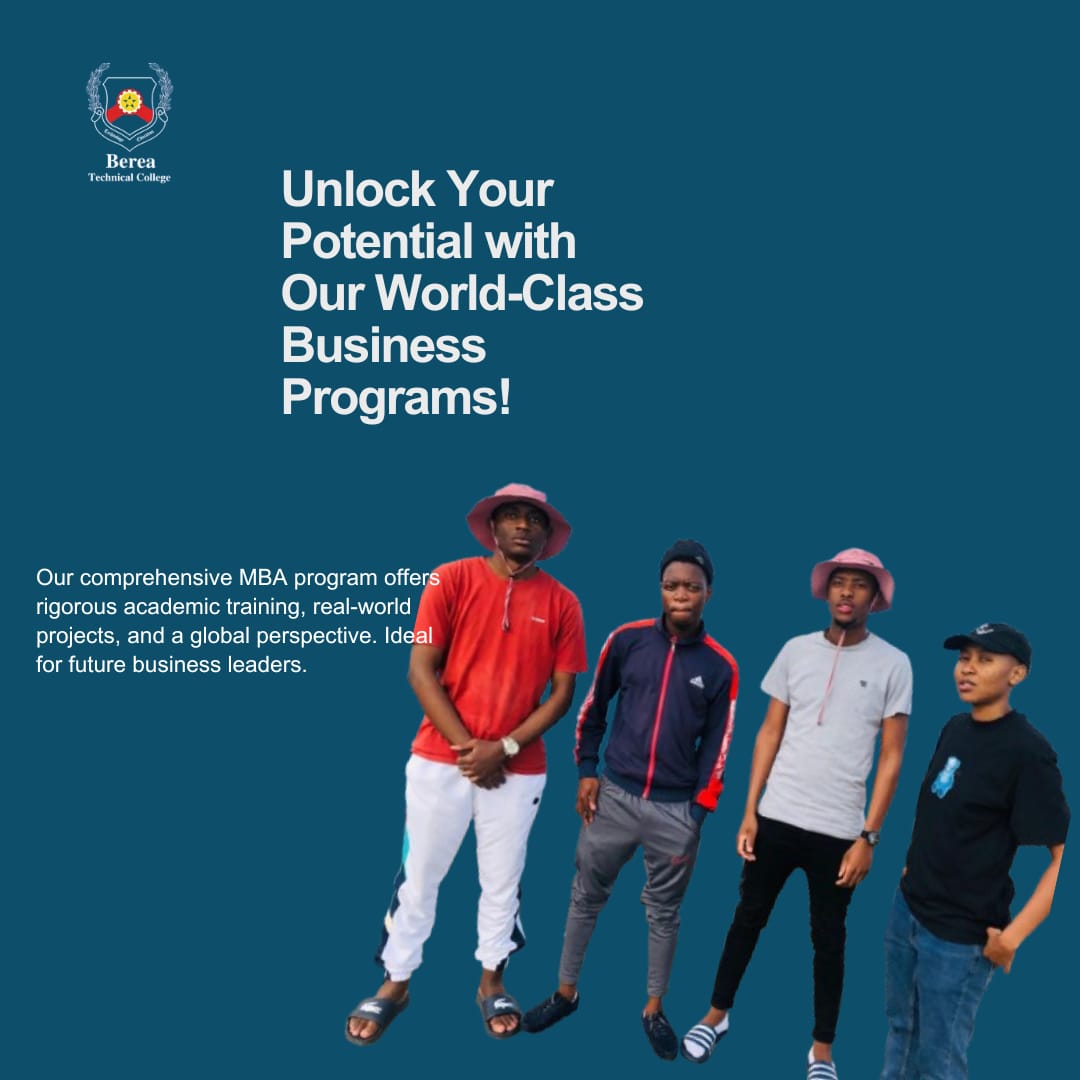 Berea
Technical College
Unlock Your
Potential with
Our World-Class
Business
Programs!
Our comprehensive MBA program offers
rigorous academic training, real-world
projects, and a global perspective. Ideal
for future business leaders.